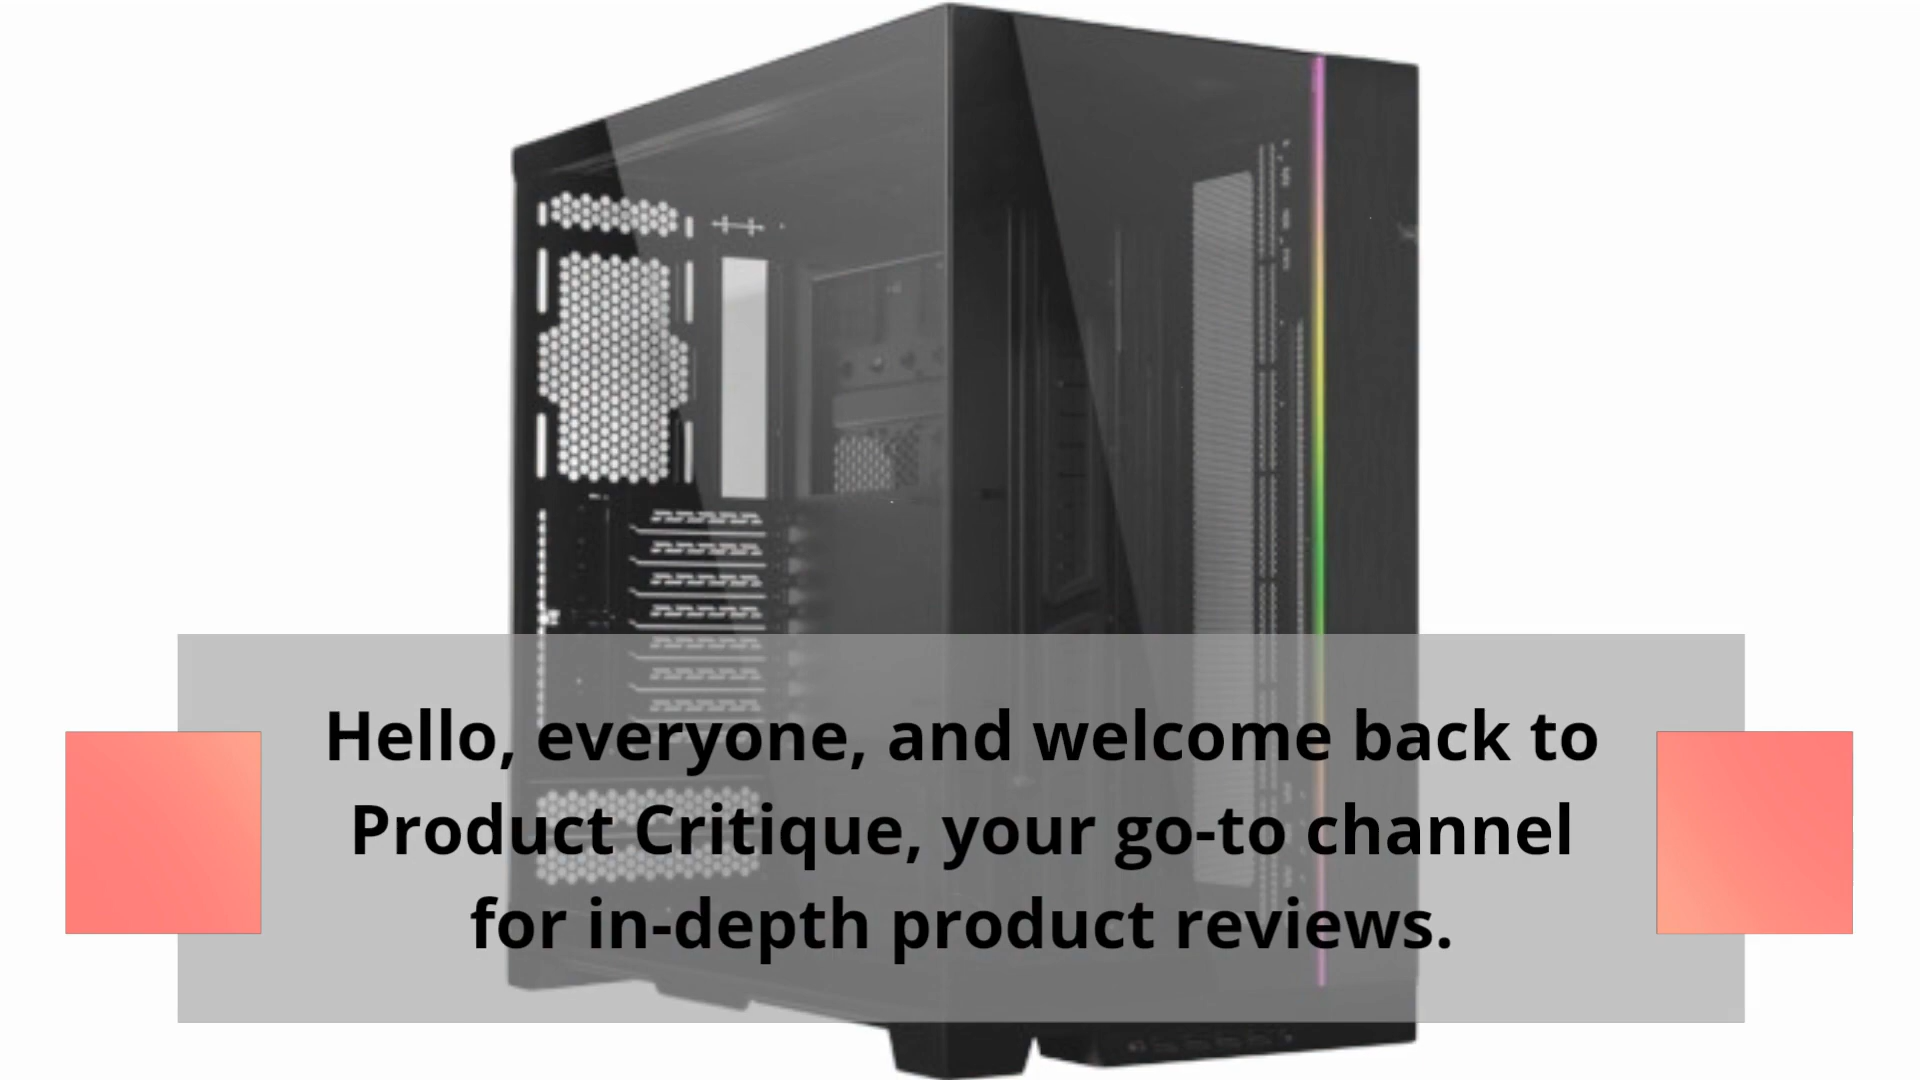 Hello, everyone, and welcome back to
Product Critique, your go-to channel
for in-depth product reviews.